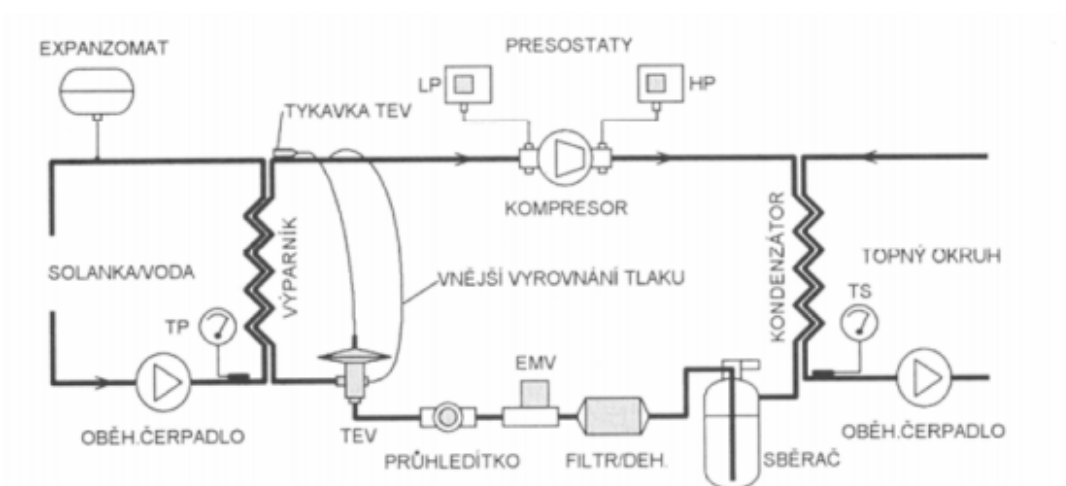 EXPANZOMAT
PRESOSTATY
LP
HP
TYKAVKA TEV
KOMPRESOR
VÝPARNÍK
KONDENZÁTOR
SOLANKA/VODA
VNĚJŠÍ VYROVNÁNÍ TLAKU
TOPNÝ OKRUH
TP
TS
EMV
OBĚH.ČERPADLO
TEV
PRŮHLEDÍTKO
FILTR/DEH.
SBĚRAČ
OBĚH.ČERPADLO